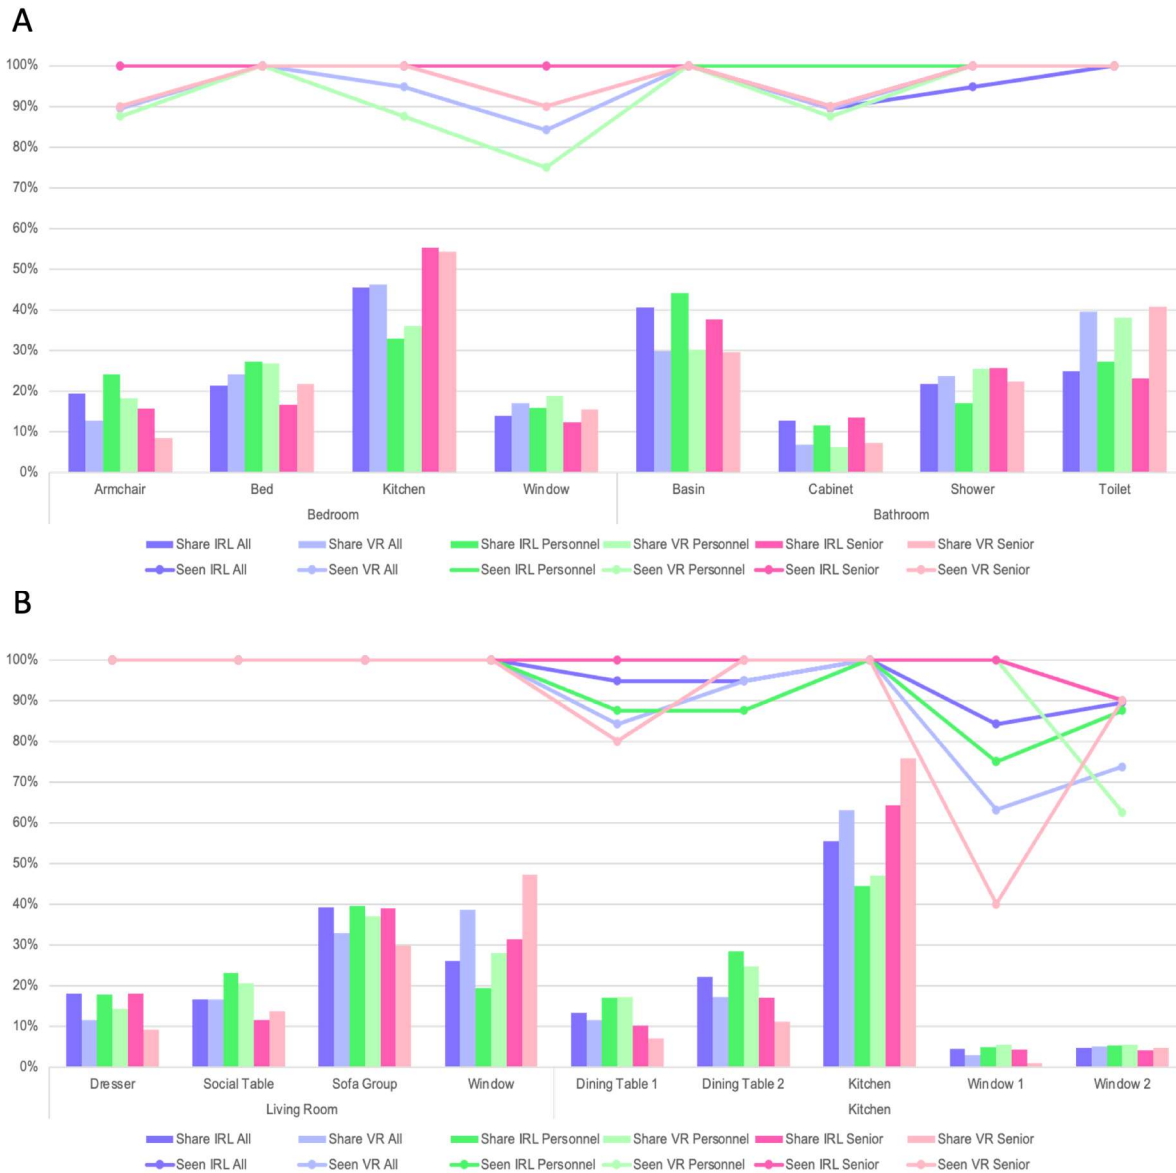 A
100%
90%
80%
70%
60%
50%
40%
30%
20%
10%
0%
Armchair Bed Kitchen Window Basin Cabinet Shower Toilet
Bedroom Bathroom
Share IRL All Share VR All Share IRL Personnel Share VR Personnel Share IRL Senior Share VR Senior
Seen IRL All Seen VR All Seen IRL Personnel Seen VR Personnel Seen IRL Senior Seen VR Senior
B
100%
90%
80%
70%
60%
50%
40%
30%
20%
10%
0%
Dresser Social Table Sofa Group Window Dining Table 1 Dining Table 2 Kitchen Window 1 Window 2
Living Room Kitchen
Share IRL All Share VR All Share IRL Personnel Share VR Personnel Share IRL Senior Share VR Senior
Seen IRL All Seen VR All Seen IRL Personnel Seen VR Personnel Seen IRL Senior Seen VR Senior